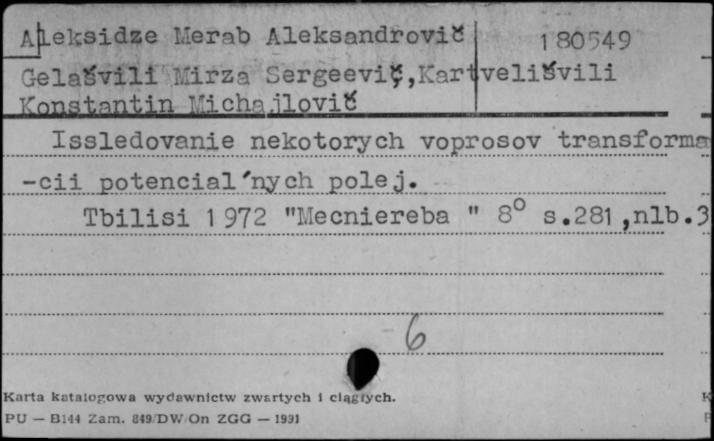 Aleksidze Merab Aleksandrovič 180549
Gelašvili Mirza Sergeevič,Kartvelišvili
Konstantin Michajlovič
Issledovanie nekotorych voprosov transforma
-cii potencial'nych polej.
Tbilisi 1972 "Mecniereba " 8° s.281,nlb.3
6
Karta katalogowa wydawnictw zwartych i ciągłych.
PU — B144 Zam. 849/DW/On ZGG — 1991